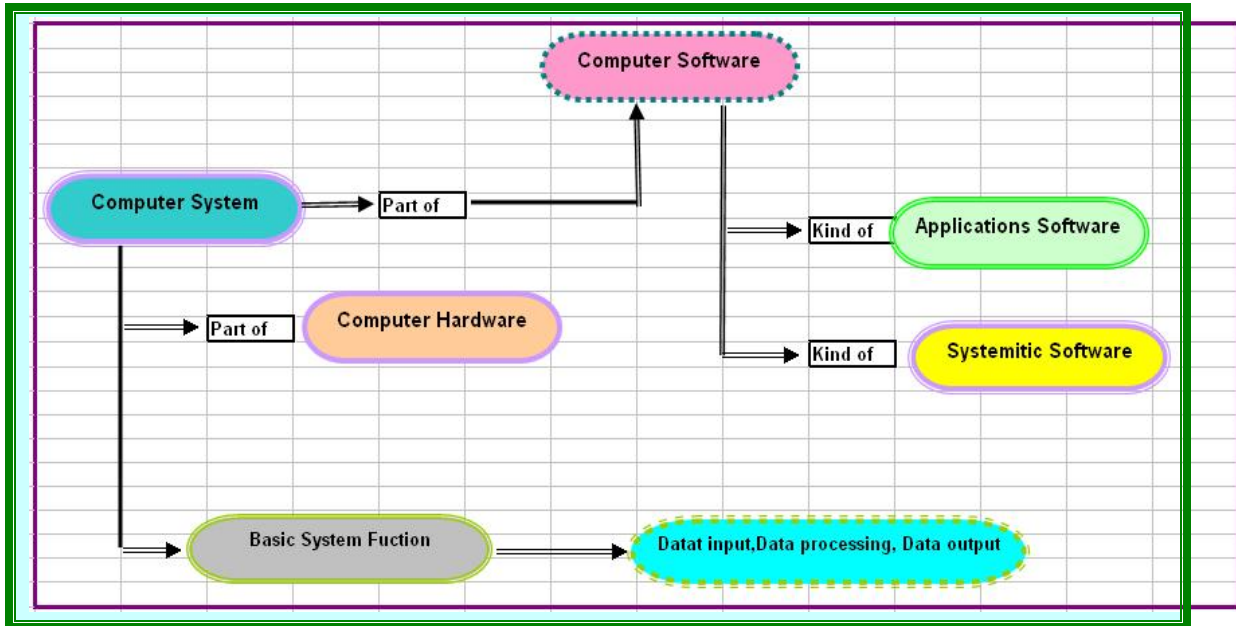 Computer Software
Computer System
Part of
Kind of
Applications Software
Part of
Computer Hardware
Kind of
Systemitic Software
Basic System Fuction
Datat input,Data processing, Data output